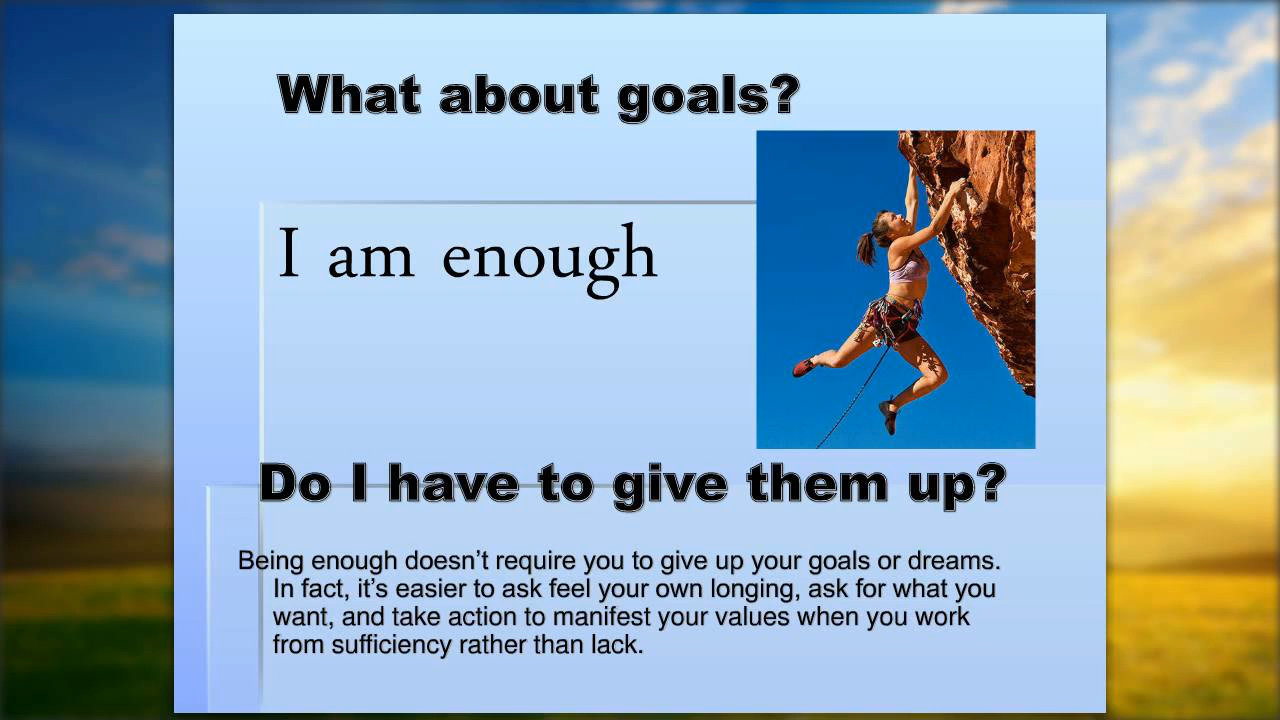 What about goals?
I am enough
Do I have to give them up?
Being enough doesn’t require you to give up your goals or dreams.
In fact, it’s easier to ask feel your own longing, ask for what you
want, and take action to manifest your values when you work
from sufficiency rather than lack.